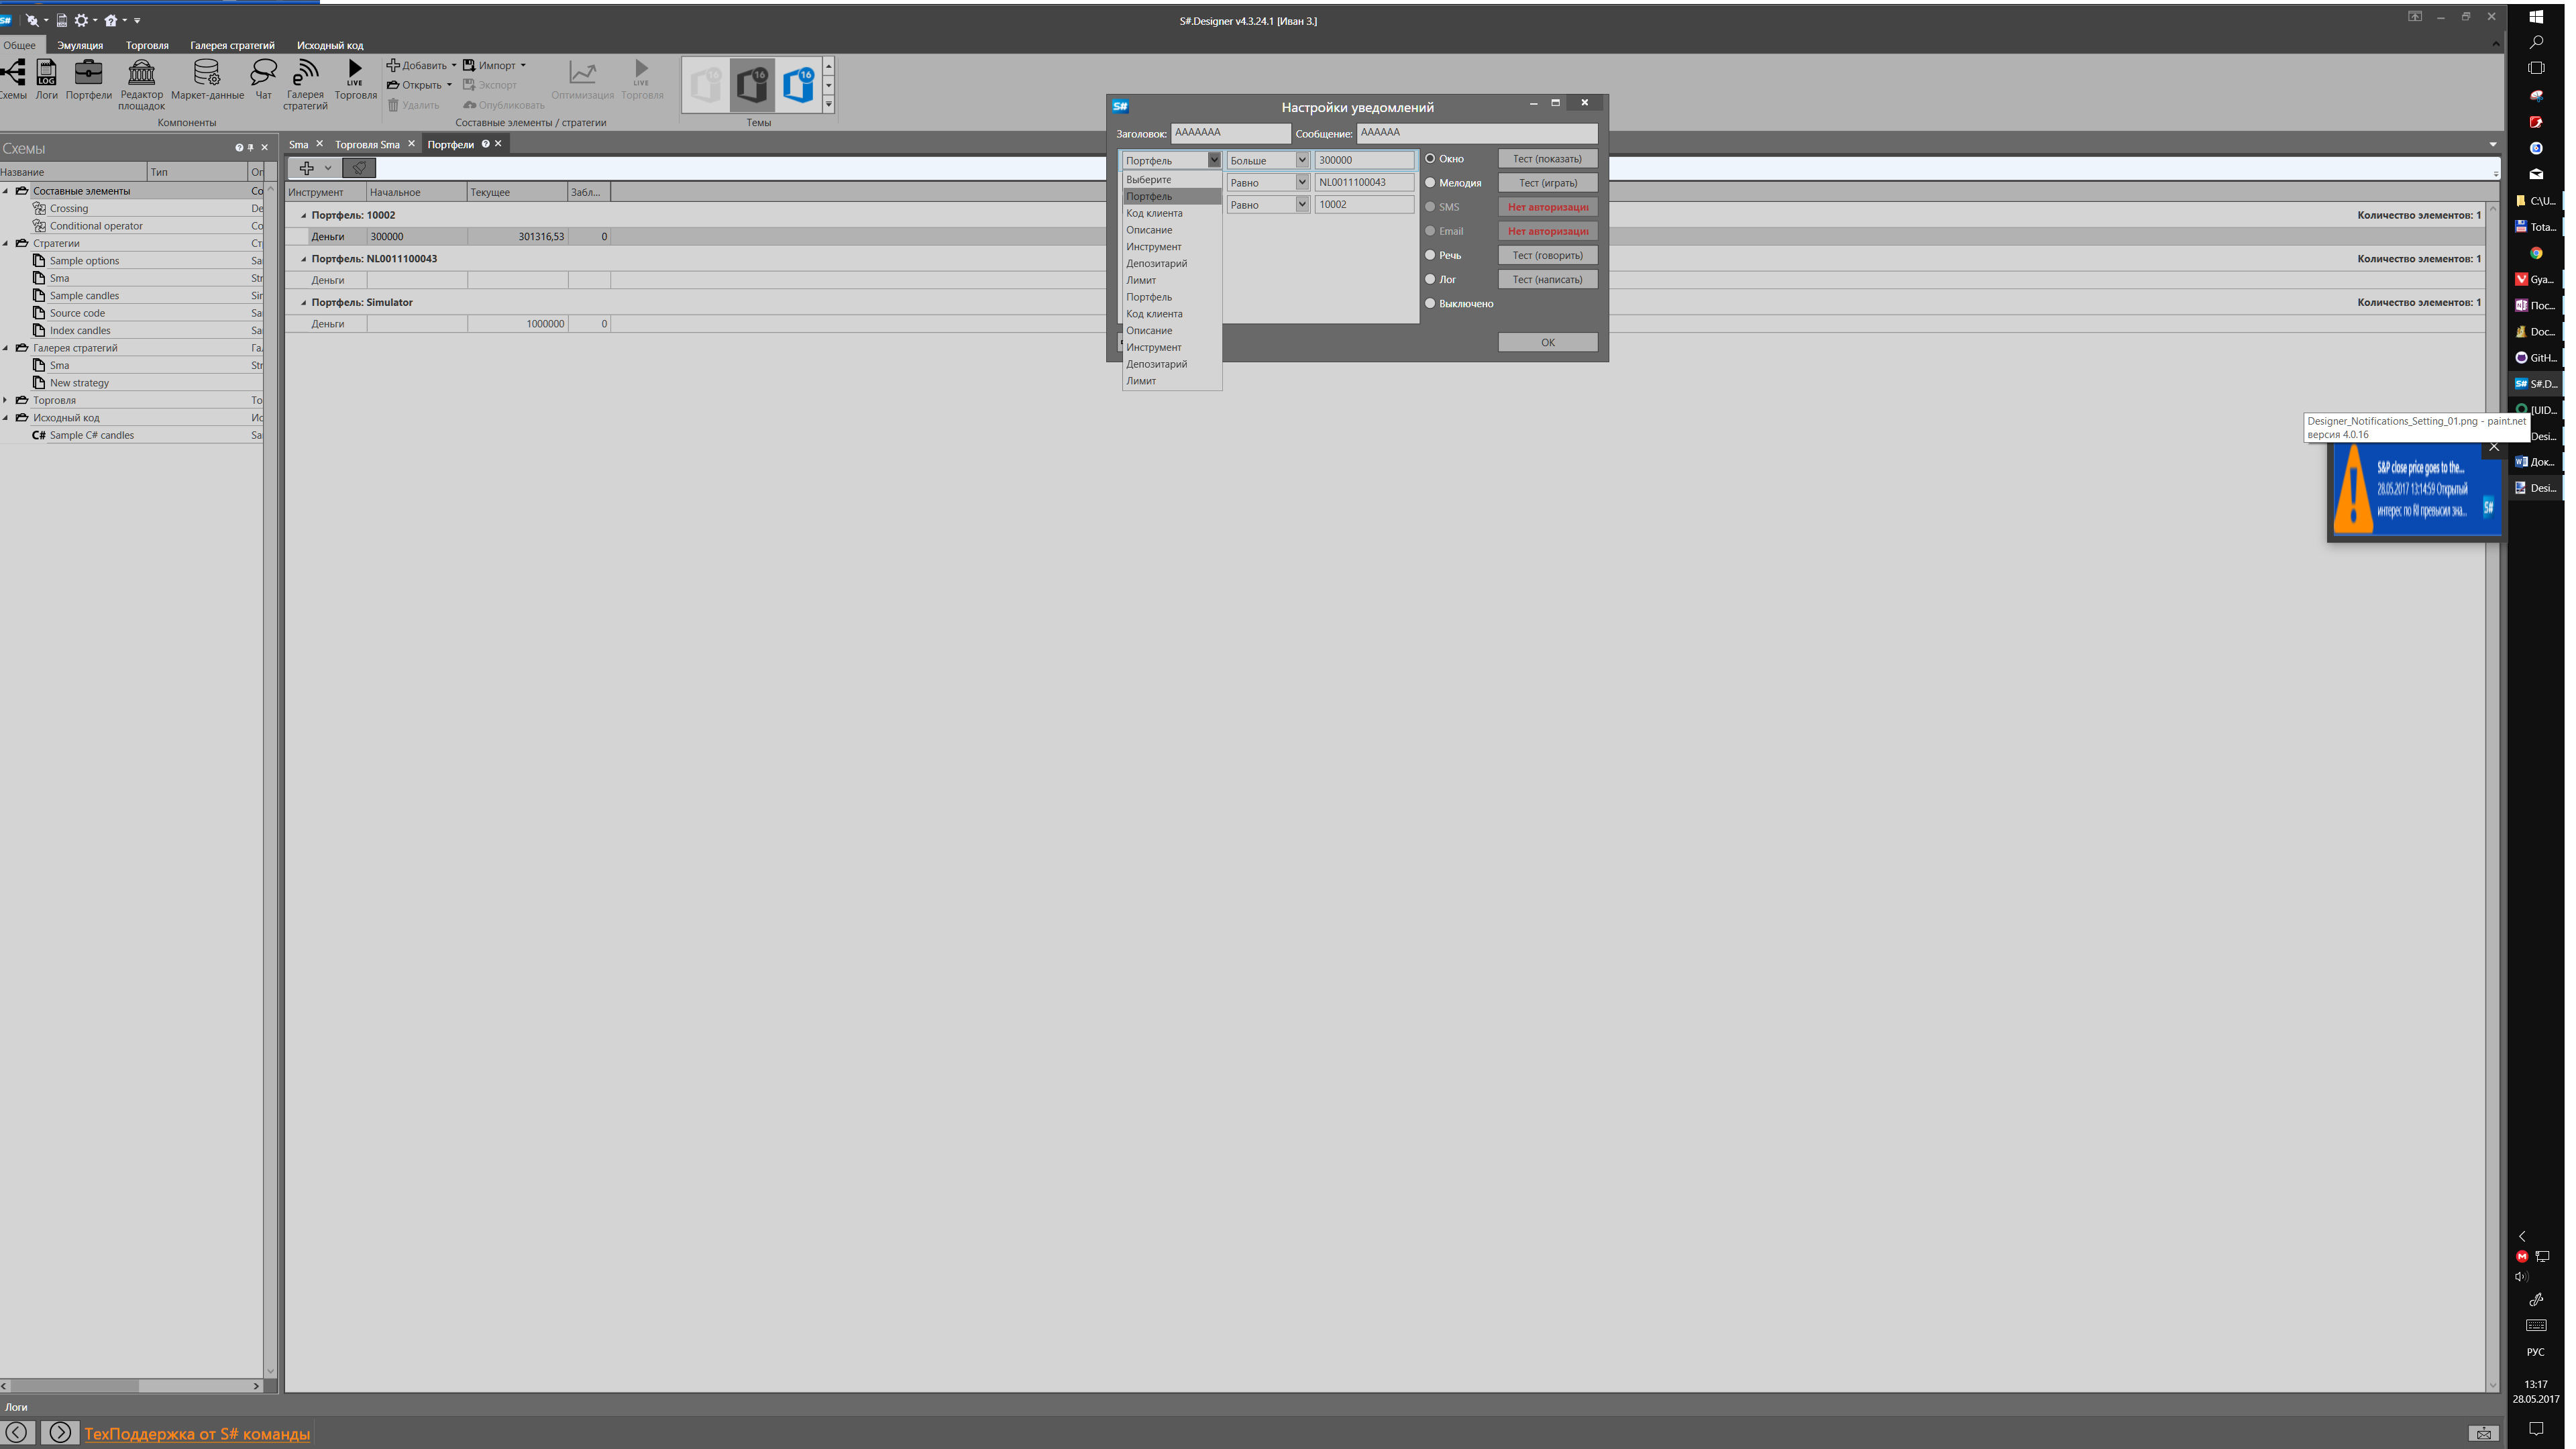 S#
S#.Designer v4.3.24.1 [Иван З.]
Общее Эмуляция Торговля Галерея стратегий Исходный код
Схемы
LOG
Логи
Портфели
Редактор площадок
Маркет-данные
Чат
Галерея стратегий
LIVE
Торговля
Компоненты
Добавить
Открыть
Удалить
Импорт
Экспорт
Опубликовать
Оптимизация
LIVE
Торговля
Составные элементы / стратегии
16 16 16
Темы
Схемы
Название Тип Оп
Составные элементы Со
Crossing De
Conditional operator Co
Стратегии Ст
Sample options Sa
Sma Str
Sample candles Sir
Source code Sa
Index candles Sa
Галерея стратегий Га
Sma Str
New strategy
Торговля То
Исходный код Ис
C# Sample C# candles Sa
Sma Торговля Sma Портфели
Инструмент Начальное Текущее Забл...
Портфель: 10002 Количество элементов: 1
Деньги 300000 301316,53 0
Портфель: NL0011100043 Количество элементов: 1
Деньги
Портфель: Simulator Количество элементов: 1
Деньги 1000000 0
S# Настройки уведомлений
Заголовок: AAAAAAA Сообщение: AAAAAA
Портфель Больше 300000
Равно NL0011100043
Равно 10002
Выберите
Портфель
Код клиента
Описание
Инструмент
Депозитарий
Лимит
Портфель
Код клиента
Описание
Инструмент
Депозитарий
Лимит
Окно Тест (показать)
Мелодия Тест (играть)
SMS Нет авторизаци
Email Нет авторизаци
Речь Тест (говорить)
Лог Тест (написать)
Выключено
OK
C:\U...
Tota...
Gya...
Пос...
Doc...
GitH...
S# S#.D...
[UID...
Desi...
Док...
Desi...
Designer_Notifications_Setting_01.png - paint.net
версия 4.0.16
S&P close price goes to the...
28.05.2017 13:14:59 Открытый
интерес по RI превысил зна...
S#
РУС
13:17
28.05.2017
Логи
ТехПоддержка от S# команды